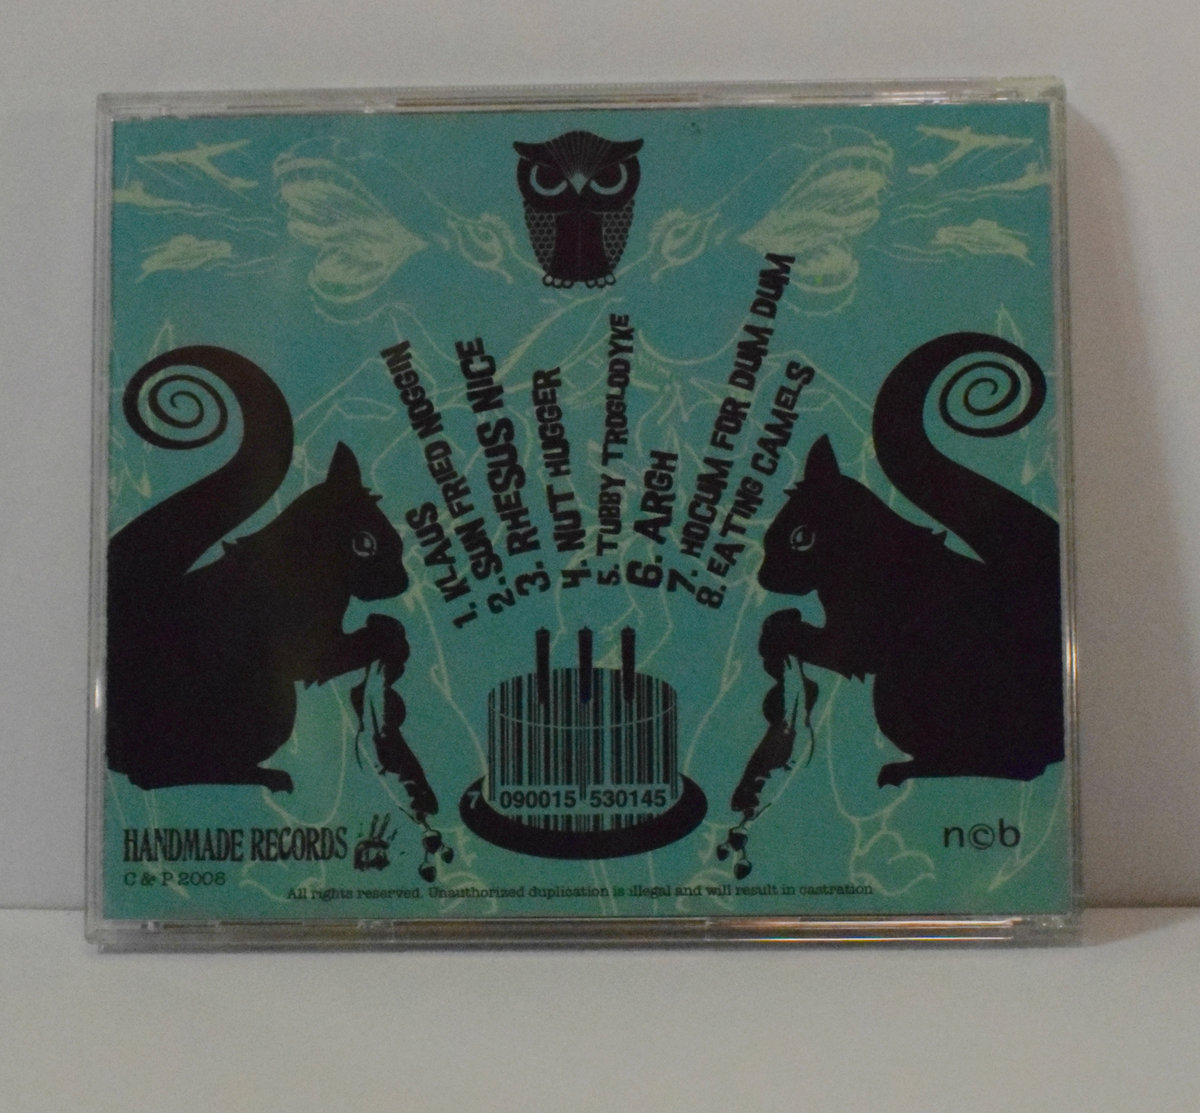 1. KLAUS
2. SUN FRIED NOGGIN
3. RHESUS NICE
4. NUT HUGGER
5. TUBBY TROGLODYKE
6. ARGH
7. HOCUM FOR DUM DUM
8. EATING CAMELS
7 090015 530145
HANDMADE RECORDS
C & P 2008
n©b
All rights reserved. Unauthorized duplication is illegal and will result in castration